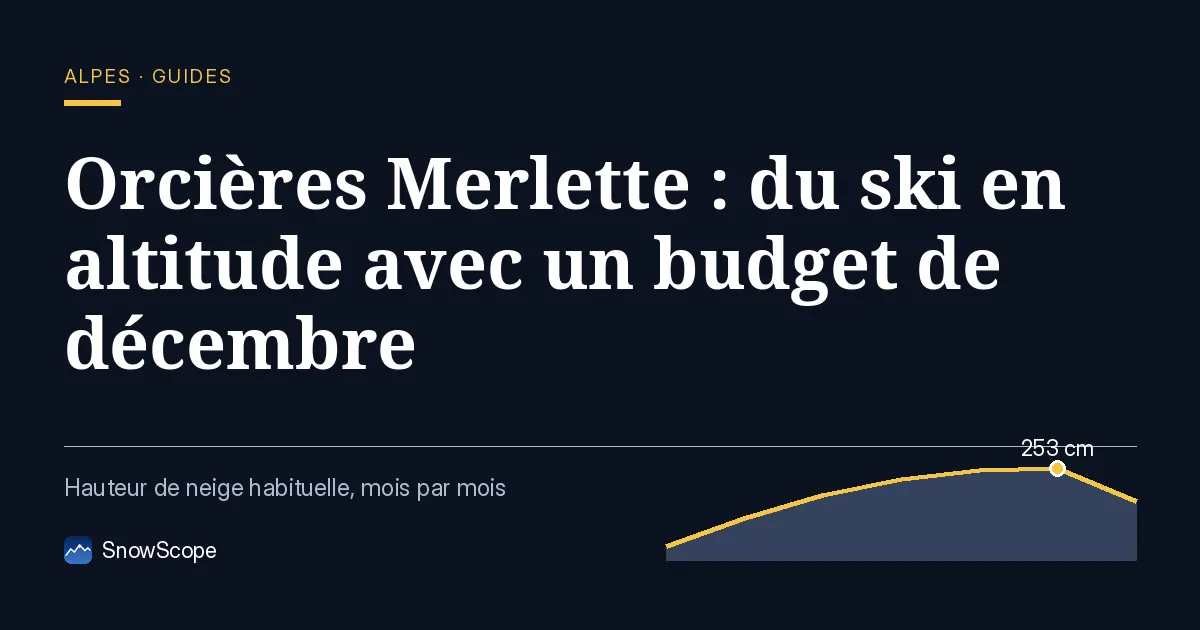 ALPES · GUIDES
Orcières Merlette : du ski en
altitude avec un budget de
décembre
253 cm
Hauteur de neige habituelle, mois par mois
SnowScope